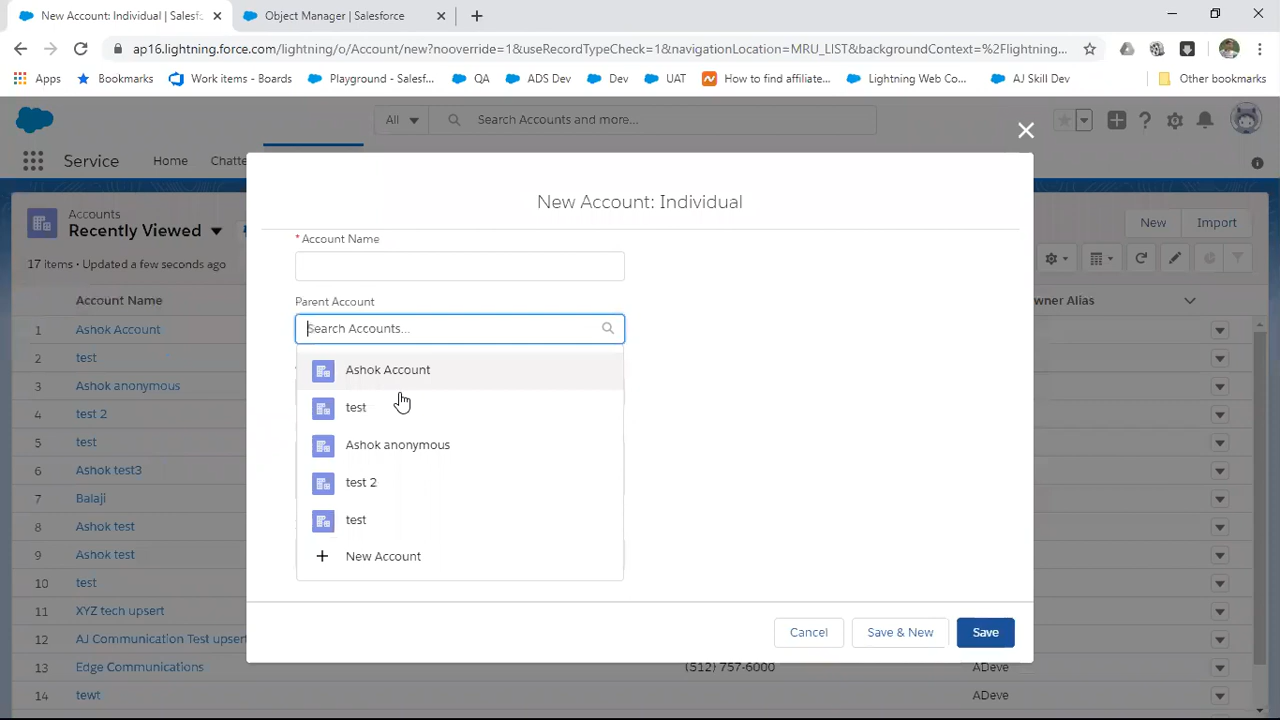 New Account: Individual | Salesf
Object Manager | Salesforce
ap16.lightning.force.com/lightning/o/Account/new?nooverride=1&useRecordTypeCheck=1&navigationLocation=MRU_LIST&backgroundContext=%2Flightning...
Apps
Bookmarks
Work items - Boards
Playground - Salesf...
QA
ADS Dev
Dev
UAT
How to find affiliate...
Lightning Web Co...
AJ Skill Dev
Other bookmarks
All
Search Accounts and more...
Service
Home
Chatte
New Account: Individual
Accounts
Recently Viewed
New
Import
17 items • Updated a few seconds ago
* Account Name
Parent Account
Search Accounts...
Ashok Account
test
Ashok anonymous
test 2
test
New Account
Cancel
Save & New
Save
Account Name
wner Alias
1 Ashok Account
2 test
3 Ashok anonymous
4 test 2
5 test
6 Ashok test3
7 Balaji
8 Ashok test
9 Ashok test
10 test
11 XYZ tech upsert
12 AJ Communication Test upsert
13 Edge Communications (512) 757-6000 ADeve
14 tewt ADeve